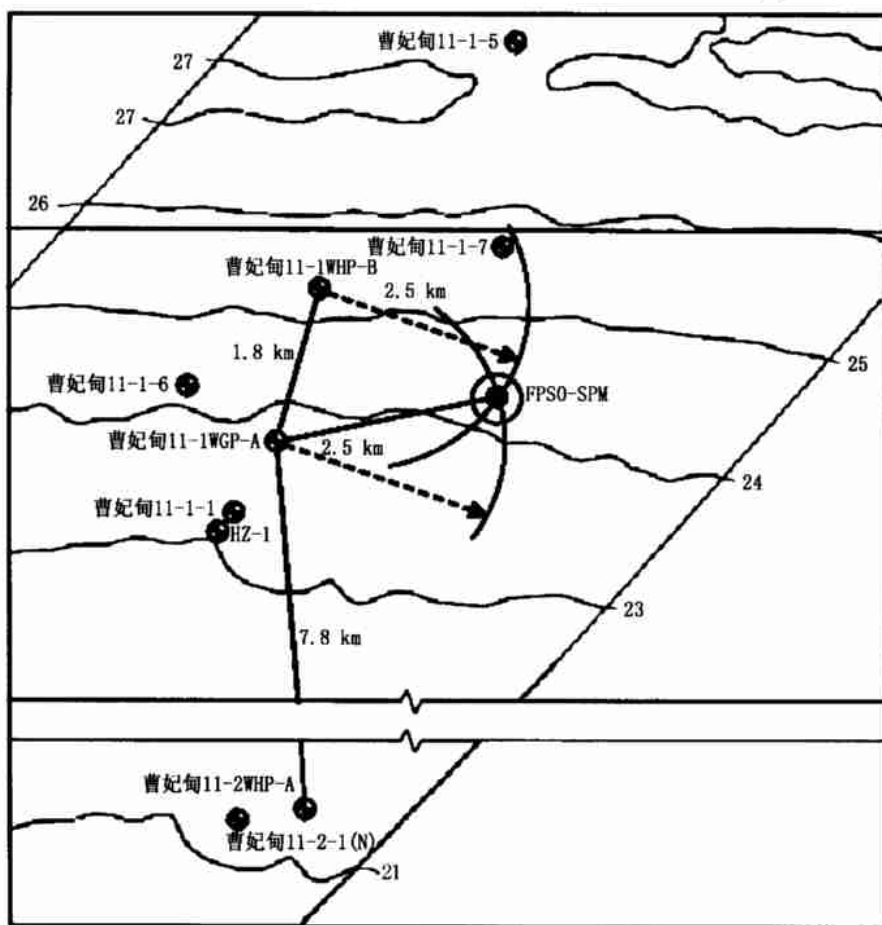 曹妃甸11-1-5
27
27
26
曹妃甸11-1-7
曹妃甸11-1WHP-B
2.5 km
1.8 km
25
曹妃甸11-1-6
FPSO-SPM
曹妃甸11-1WGP-A
2.5 km
24
曹妃甸11-1-1
HZ-1
23
7.8 km
曹妃甸11-2WHP-A
曹妃甸11-2-1(N)
21